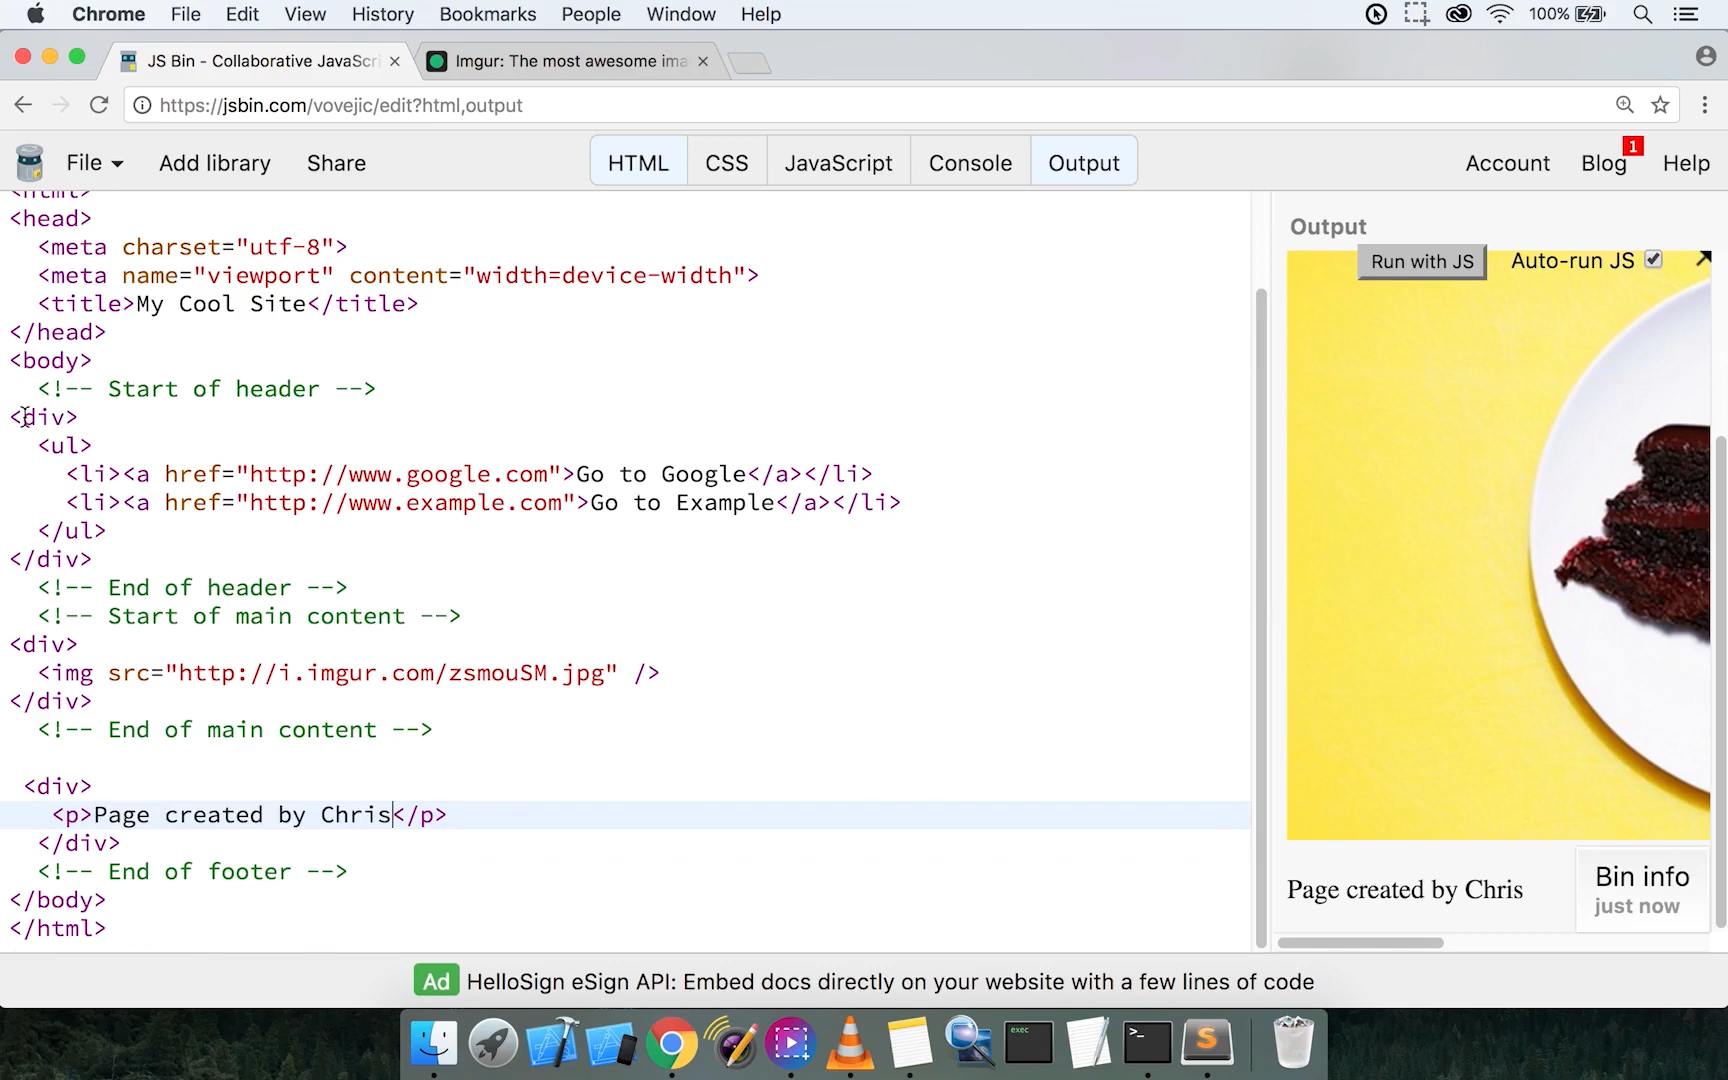 Chrome File Edit View History Bookmarks People Window Help 100%
JS Bin - Collaborative JavaScri Imgur: The most awesome ima
https://jsbin.com/vovejic/edit?html,output
File Add library Share HTML CSS JavaScript Console Output Account Blog 1 Help
<html>
<head>
<meta charset="utf-8">
<meta name="viewport" content="width=device-width">
<title>My Cool Site</title>
</head>
<body>
<!-- Start of header -->
<div>
<ul>
<li><a href="http://www.google.com">Go to Google</a></li>
<li><a href="http://www.example.com">Go to Example</a></li>
</ul>
</div>
<!-- End of header -->
<!-- Start of main content -->
<div>
<img src="http://i.imgur.com/zsmouSM.jpg" />
</div>
<!-- End of main content -->
<div>
<p>Page created by Chris</p>
</div>
<!-- End of footer -->
</body>
</html>
Output
Run with JS Auto-run JS
Page created by Chris
Bin info
just now
Ad HelloSign eSign API: Embed docs directly on your website with a few lines of code
exec
>_
S